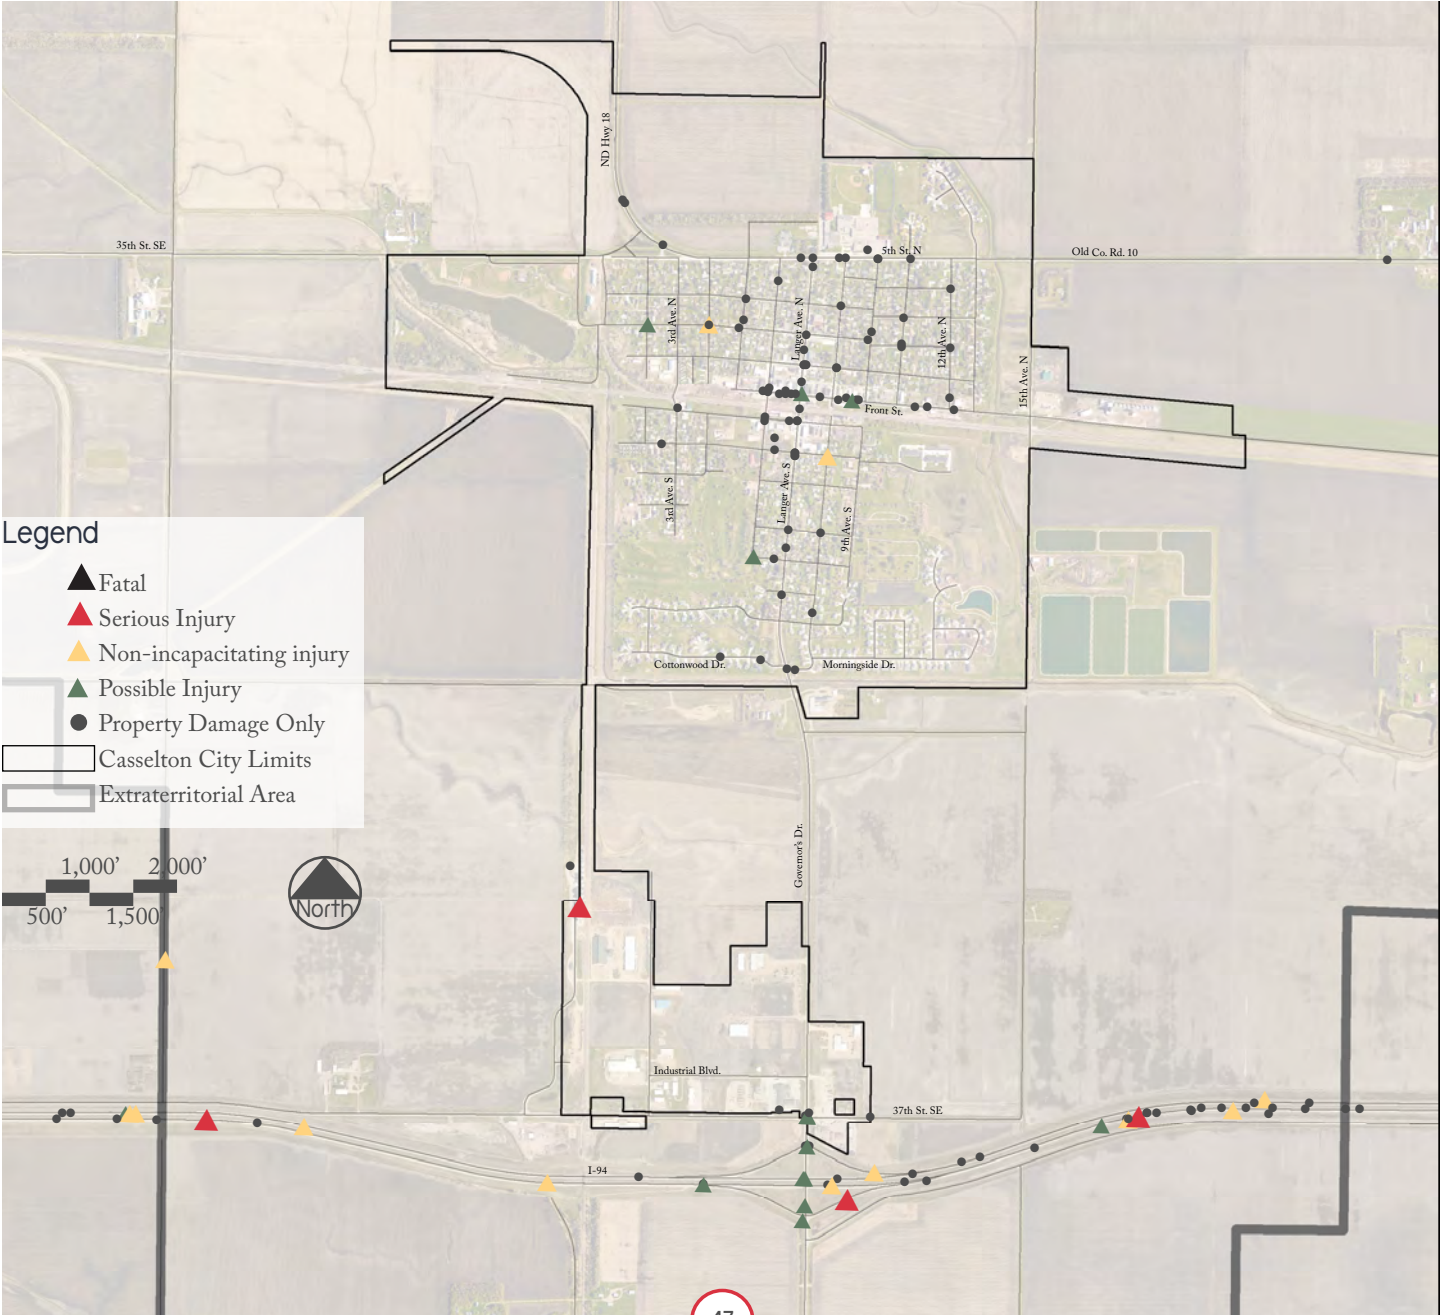 ND Hwy 18
35th St. SE
5th St. N
Old Co. Rd. 10
3rd Ave. N
Langer Ave. N
12th Ave. N
15th Ave. N
Front St.
3rd Ave. S
Langer Ave. S
9th Ave. S
Legend
Fatal
Serious Injury
Non-incapacitating injury
Possible Injury
Property Damage Only
Casselton City Limits
Extraterritorial Area
Cottonwood Dr.
Morningside Dr.
Governor's Dr.
1,000'
2,000'
500'
1,500'
North
Industrial Blvd.
37th St. SE
I-94